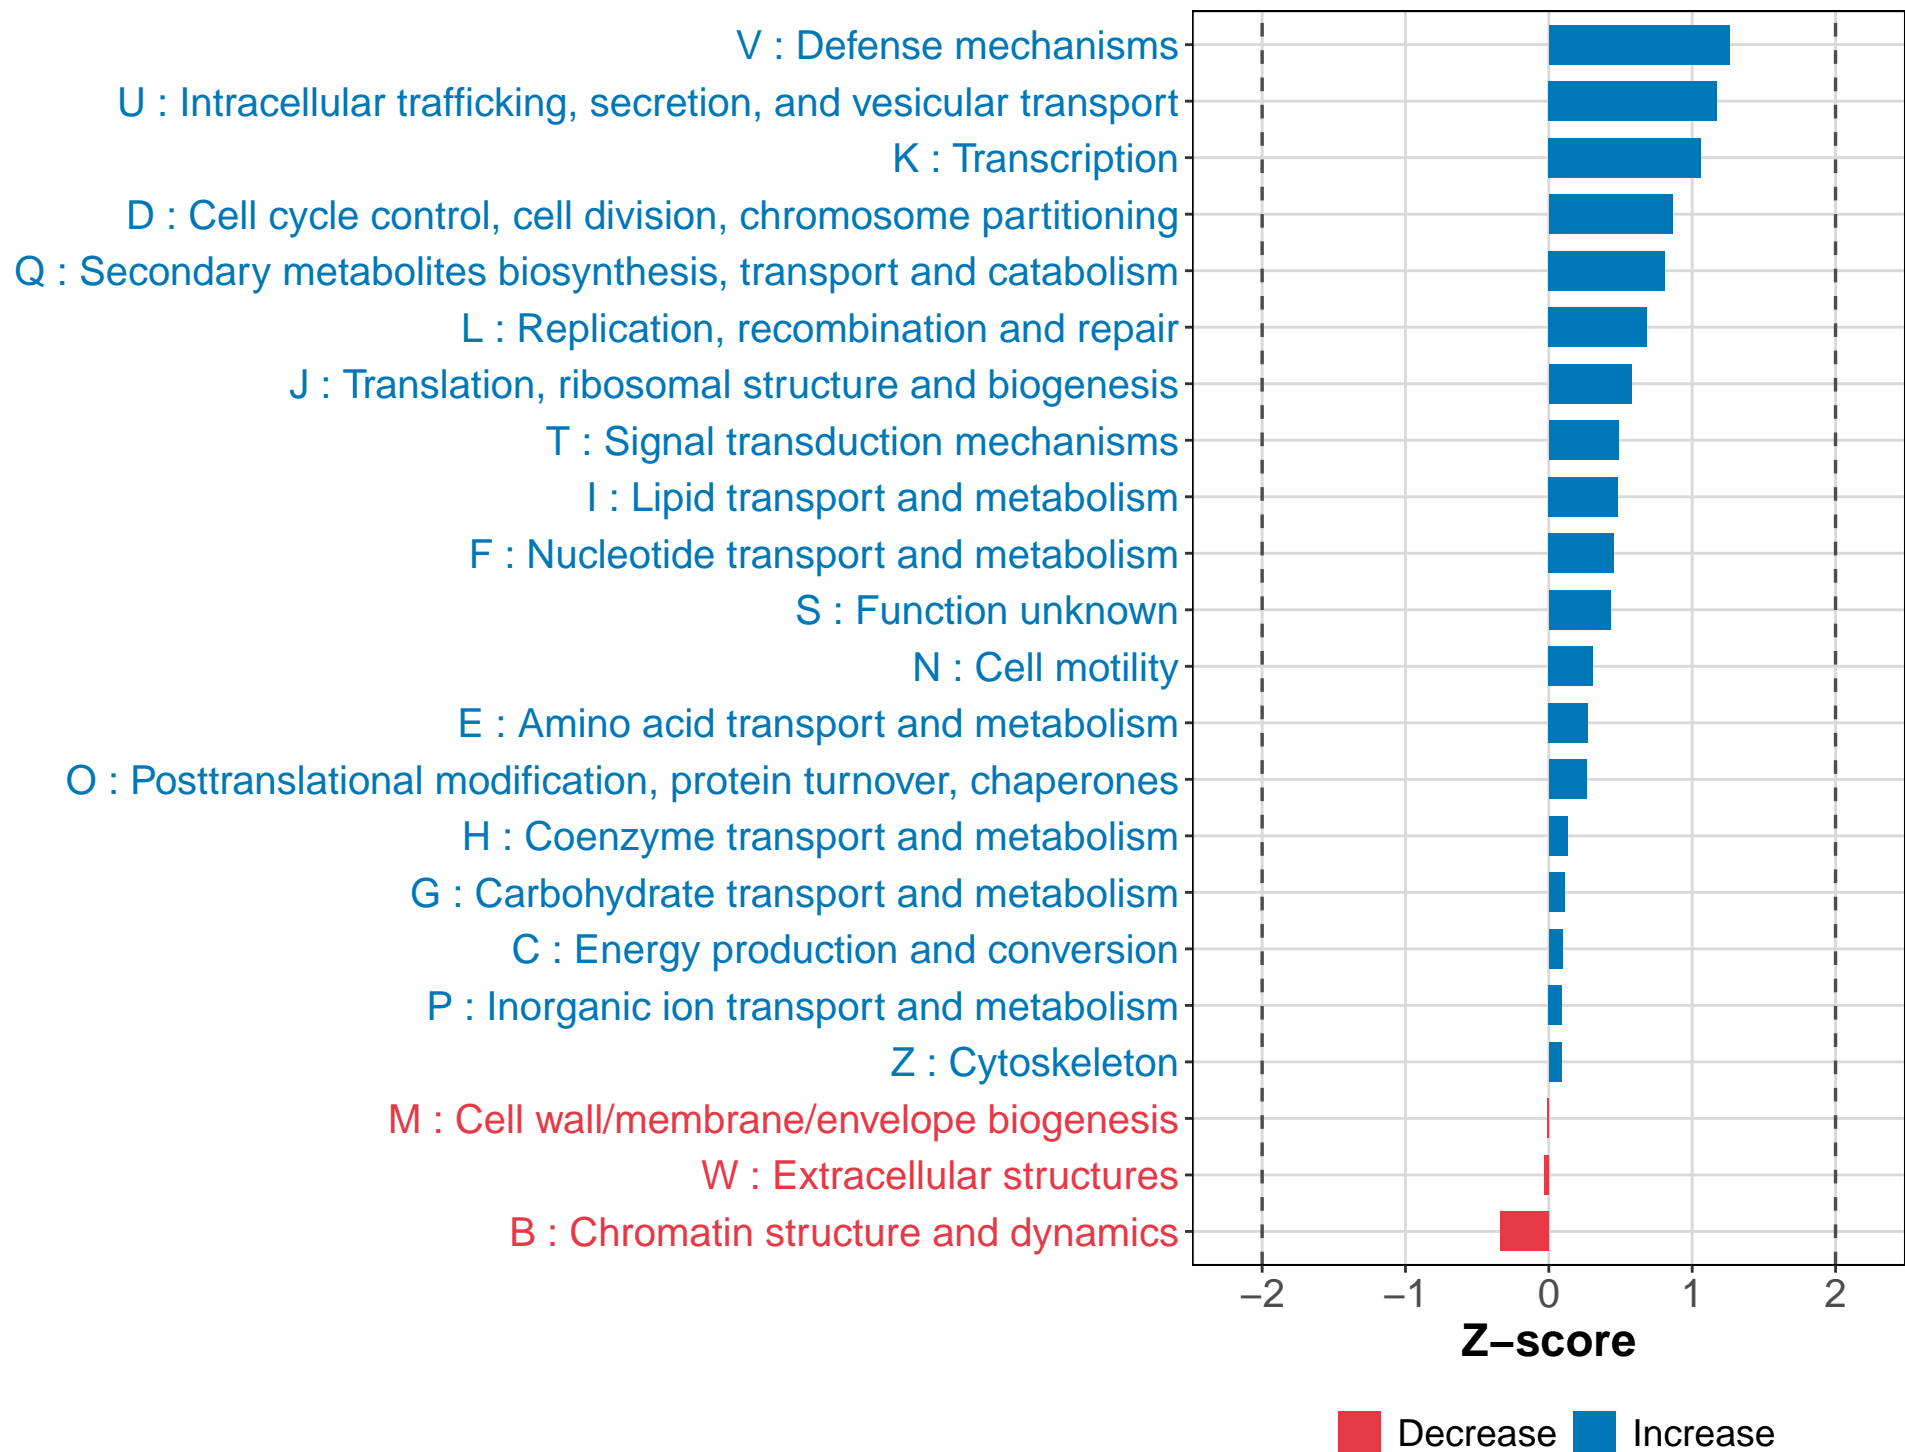 V : Defense mechanisms
U : Intracellular trafficking, secretion, and vesicular transport
K : Transcription
D : Cell cycle control, cell division, chromosome partitioning
Q : Secondary metabolites biosynthesis, transport and catabolism
L : Replication, recombination and repair
J : Translation, ribosomal structure and biogenesis
T : Signal transduction mechanisms
I : Lipid transport and metabolism
F : Nucleotide transport and metabolism
S : Function unknown
N : Cell motility
E : Amino acid transport and metabolism
O : Posttranslational modification, protein turnover, chaperones
H : Coenzyme transport and metabolism
G : Carbohydrate transport and metabolism
C : Energy production and conversion
P : Inorganic ion transport and metabolism
Z : Cytoskeleton
M : Cell wall/membrane/envelope biogenesis
W : Extracellular structures
B : Chromatin structure and dynamics
−2 −1 0 1 2
Z−score
Decrease Increase